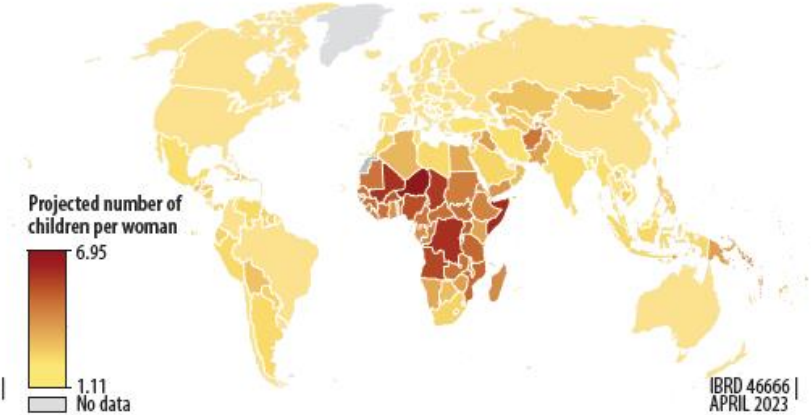 Projected number of
children per woman
6.95
1.11
No data
IBRD 46666 |
APRIL 2023